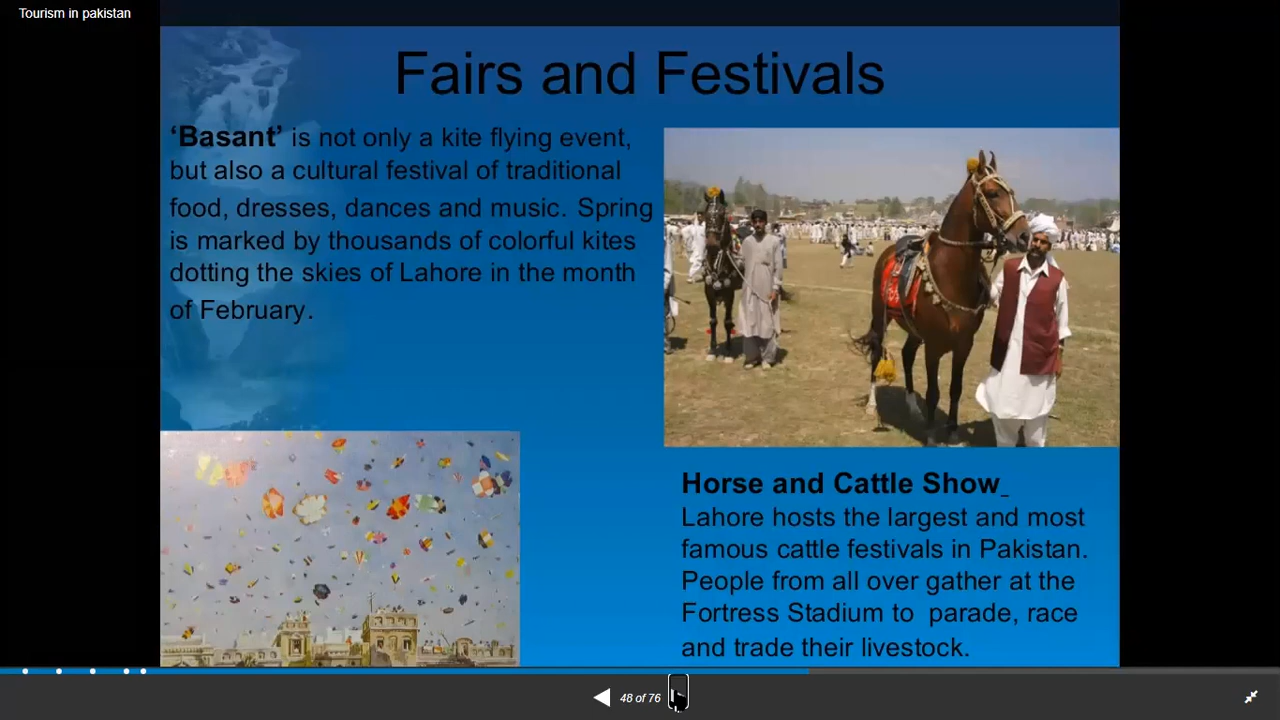 Tourism in pakistan
Fairs and Festivals
‘Basant’ is not only a kite flying event,
but also a cultural festival of traditional
food, dresses, dances and music. Spring
is marked by thousands of colorful kites
dotting the skies of Lahore in the month
of February.
Horse and Cattle Show
Lahore hosts the largest and most
famous cattle festivals in Pakistan.
People from all over gather at the
Fortress Stadium to  parade, race
and trade their livestock.
48 of 76